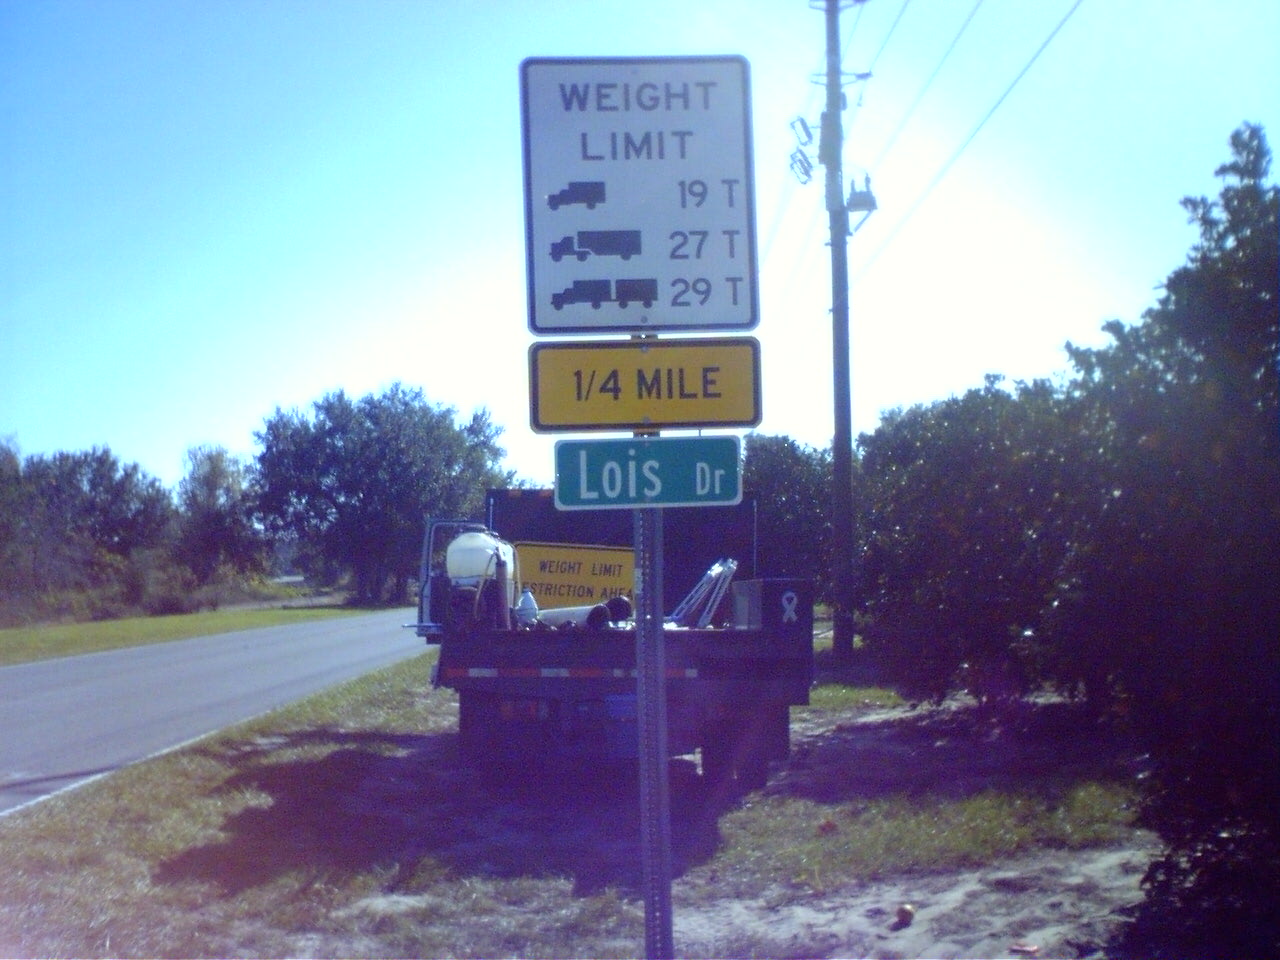 WEIGHT
LIMIT
19 T
27 T
29 T
1/4 MILE
Lois Dr
WEIGHT LIMIT
ESTRICTION AHEA